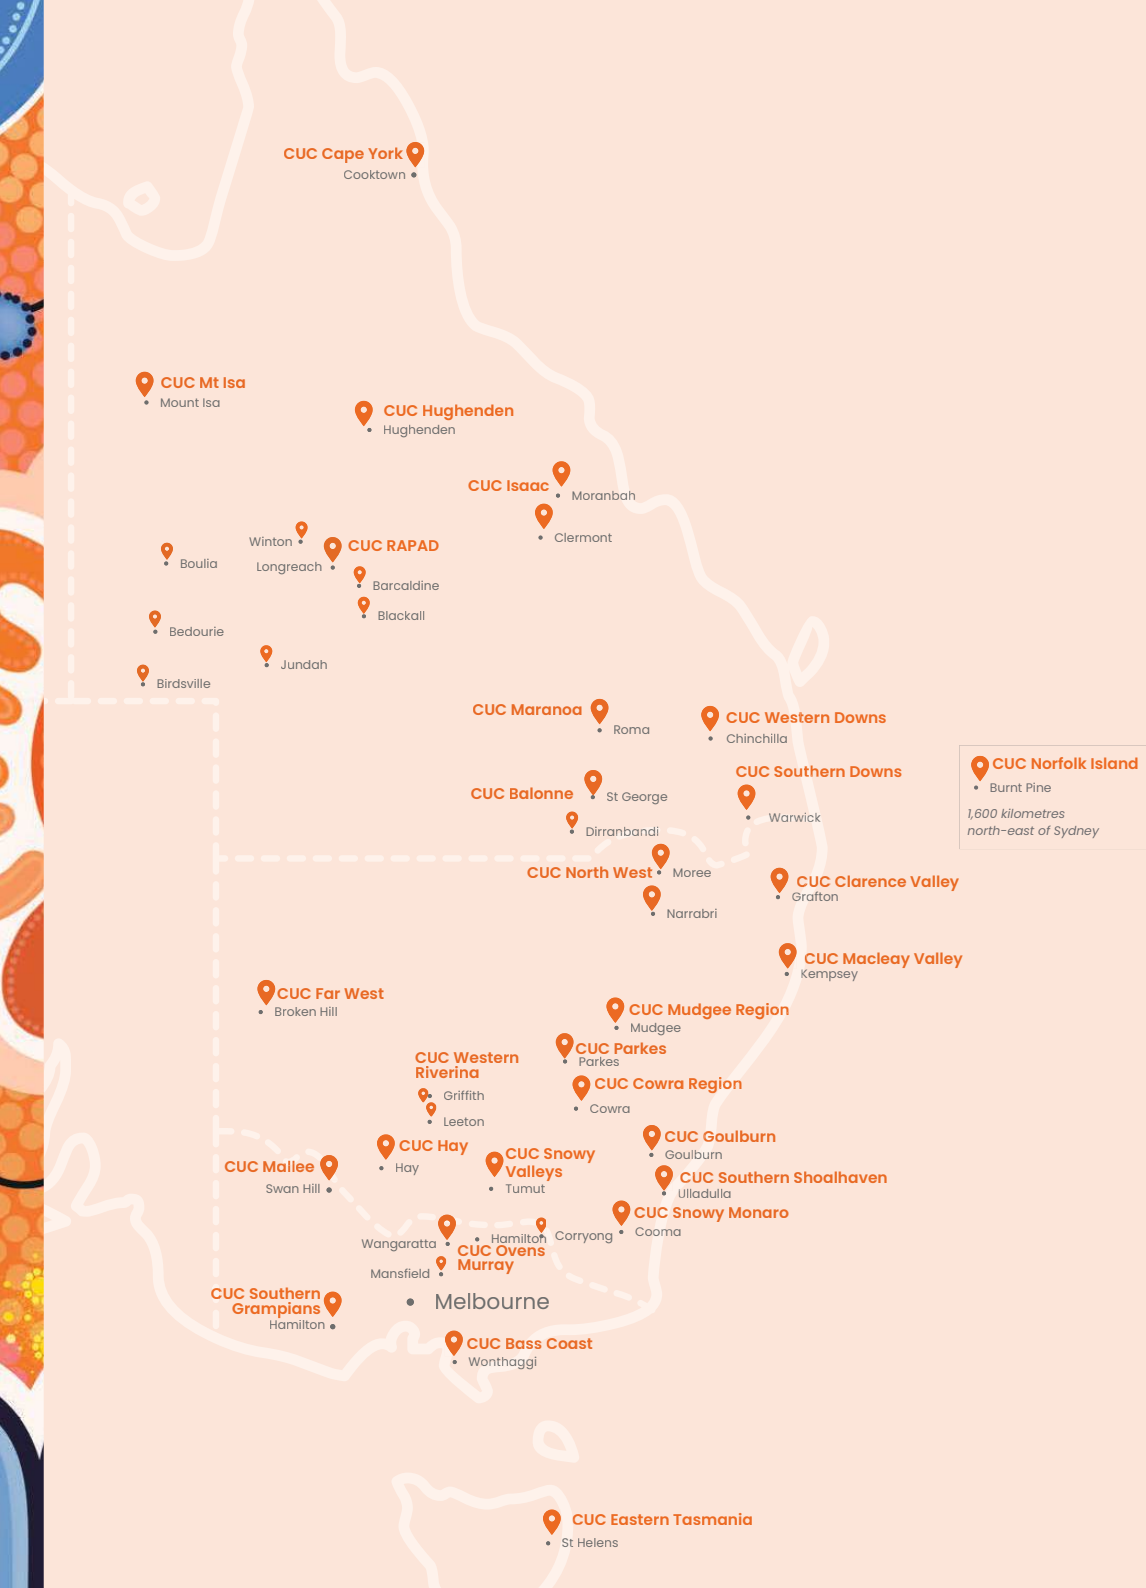 CUC Cape York
Cooktown
CUC Mt Isa
Mount Isa
CUC Hughenden
Hughenden
CUC Isaac
Moranbah
Clermont
Winton
CUC RAPAD
Longreach
Boulia
Barcaldine
Blackall
Bedourie
Jundah
Birdsville
CUC Maranoa
Roma
CUC Western Downs
Chinchilla
CUC Southern Downs
Warwick
CUC Norfolk Island
Burnt Pine
1,600 kilometres
north-east of Sydney
CUC Balonne
St George
Dirranbandi
CUC North West
Moree
Narrabri
CUC Clarence Valley
Grafton
CUC Macleay Valley
Kempsey
CUC Far West
Broken Hill
CUC Mudgee Region
Mudgee
CUC Parkes
Parkes
CUC Western
Riverina
Griffith
Leeton
CUC Cowra Region
Cowra
CUC Goulburn
Goulburn
CUC Hay
Hay
CUC Snowy
Valleys
Tumut
CUC Mallee
Swan Hill
CUC Southern Shoalhaven
Ulladulla
CUC Snowy Monaro
Cooma
Wangaratta
Hamilton
Corryong
CUC Ovens
Murray
Mansfield
CUC Southern
Grampians
Hamilton
Melbourne
CUC Bass Coast
Wonthaggi
CUC Eastern Tasmania
St Helens